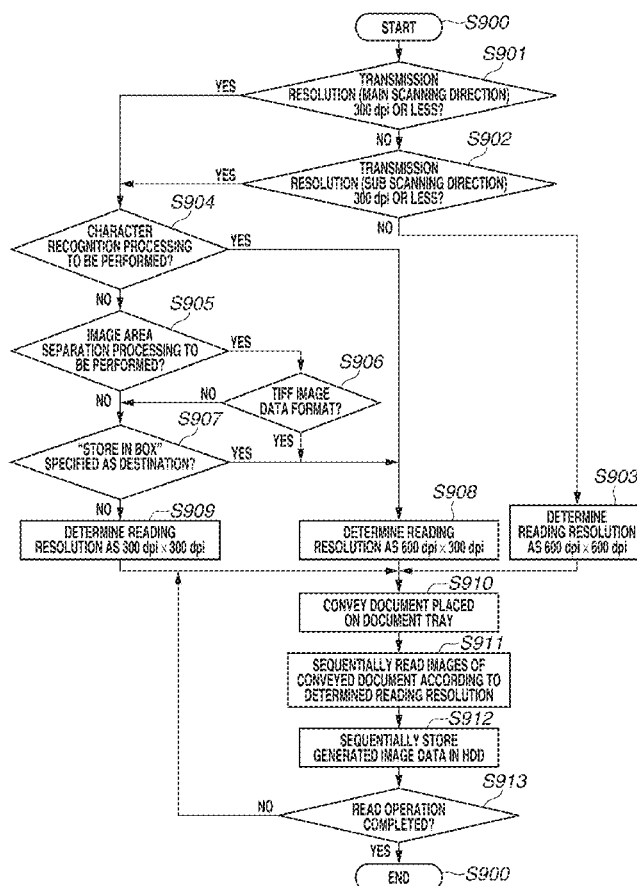 START
S900
S901
TRANSMISSION
RESOLUTION (MAIN SCANNING DIRECTION)
300 dpi OR LESS?
YES
NO
S902
TRANSMISSION
RESOLUTION (SUB SCANNING DIRECTION)
300 dpi OR LESS?
YES
NO
S904
CHARACTER
RECOGNITION PROCESSING
TO BE PERFORMED?
YES
NO
S905
IMAGE AREA
SEPARATION PROCESSING TO
BE PERFORMED?
YES
NO
S906
TIFF IMAGE
DATA FORMAT?
NO
YES
S907
"STORE IN BOX"
SPECIFIED AS DESTINATION?
YES
NO
S909
DETERMINE READING
RESOLUTION AS 300 dpi × 300 dpi
S908
DETERMINE READING
RESOLUTION AS 600 dpi × 300 dpi
S903
DETERMINE
READING RESOLUTION
AS 600 dpi × 600 dpi
S910
CONVEY DOCUMENT PLACED
ON DOCUMENT TRAY
S911
SEQUENTIALLY READ IMAGES OF
CONVEYED DOCUMENT ACCORDING TO
DETERMINED READING RESOLUTION
S912
SEQUENTIALLY STORE
GENERATED IMAGE DATA IN HDD
S913
READ OPERATION
COMPLETED?
NO
YES
END
S900